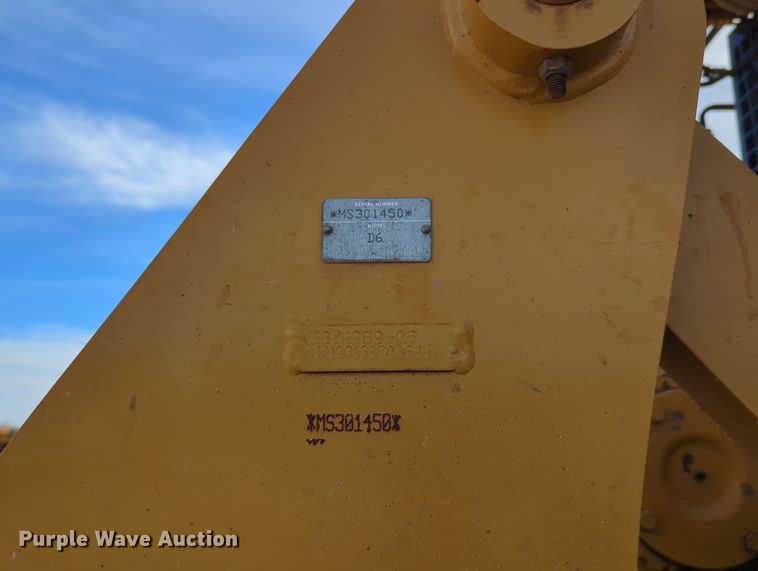 SERIAL NUMBER
*MS301450*
MODEL
D6
*MS301450*
Purple Wave Auction